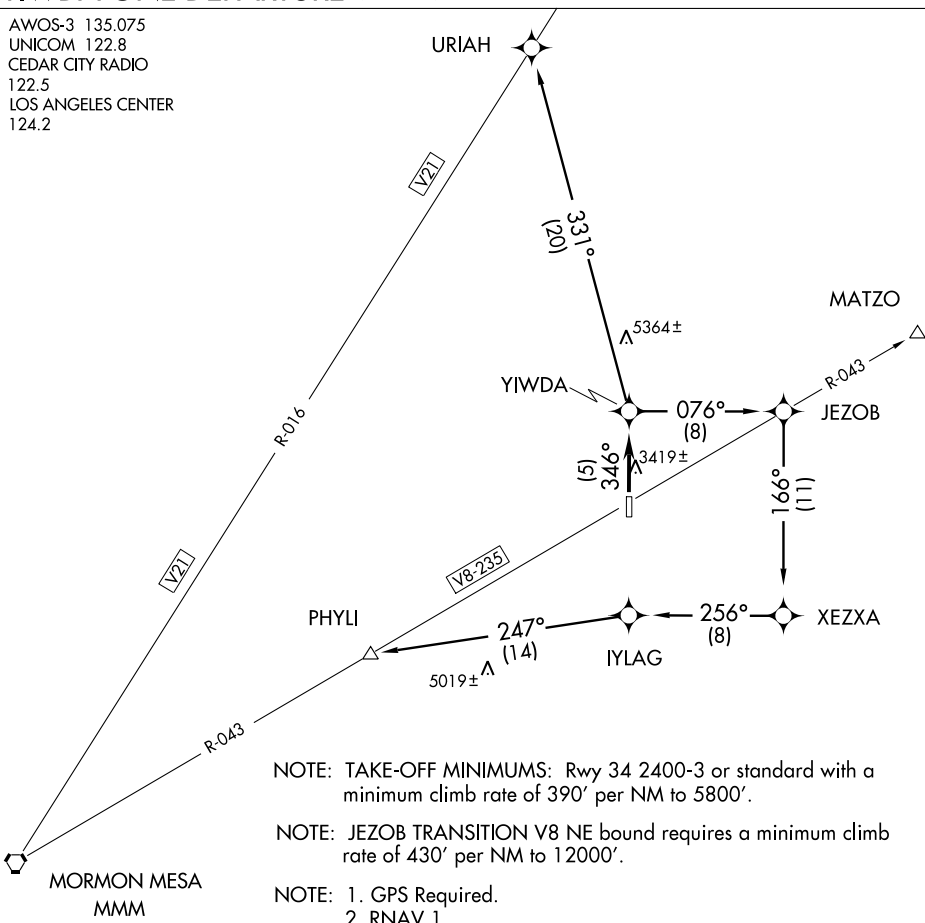 AWOS-3 135.075
UNICOM 122.8
CEDAR CITY RADIO
122.5
LOS ANGELES CENTER
124.2
URIAH
V21
331°
(20)
MATZO
5364±
R-043
YIWDA
076°
(8)
JEZOB
R-016
346°
(5)
3419±
166°
(11)
V21
V8-235
PHYLI
247°
(14)
256°
(8)
XEZXA
IYLAG
5019±
R-043
NOTE: TAKE-OFF MINIMUMS: Rwy 34 2400-3 or standard with a
minimum climb rate of 390' per NM to 5800'.
NOTE: JEZOB TRANSITION V8 NE bound requires a minimum climb
rate of 430' per NM to 12000'.
MORMON MESA
MMM
NOTE: 1. GPS Required.
2. RNAV 1